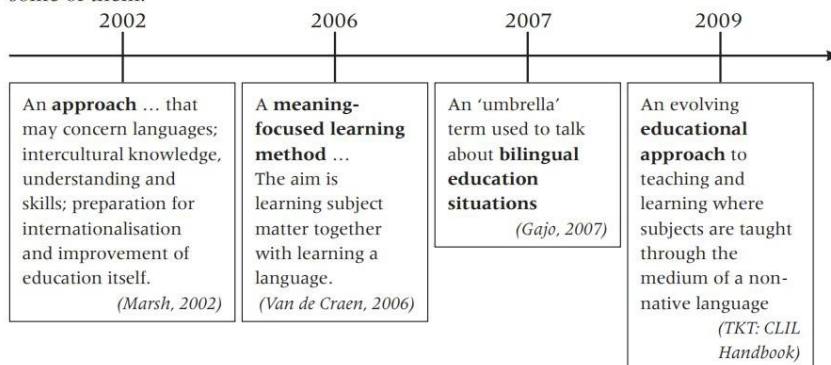 2002
2006
2007
2009
An approach … that
may concern languages;
intercultural knowledge,
understanding and
skills; preparation for
internationalisation
and improvement of
education itself.
(Marsh, 2002)
A meaning-
focused learning
method …
The aim is
learning subject
matter together
with learning a
language.
(Van de Craen, 2006)
An ‘umbrella’
term used to talk
about bilingual
education
situations
(Gajo, 2007)
An evolving
educational
approach to
teaching and
learning where
subjects are taught
through the
medium of a non-
native language
(TKT: CLIL
Handbook)